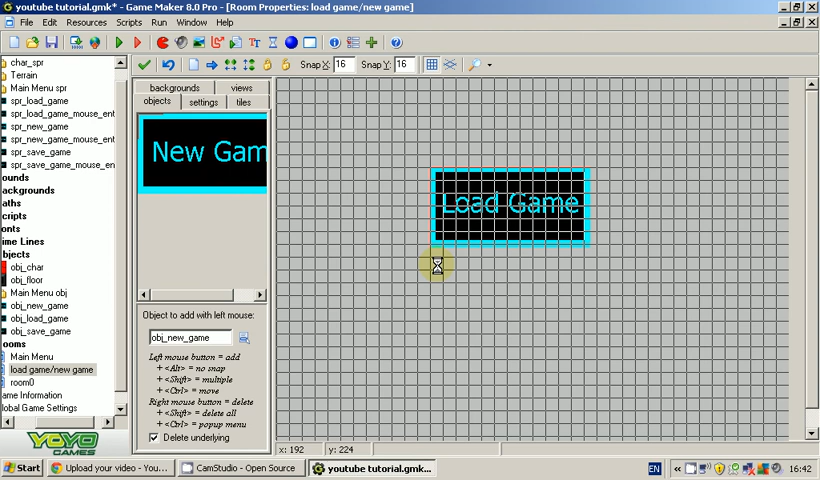 youtube tutorial.gmk* - Game Maker 8.0 Pro - [Room Properties: load game/new game]
File Edit Resources Scripts Run Window Help
Snap X: 16 Snap Y: 16
char_spr
Terrain
Main Menu spr
spr_load_game
spr_load_game_mouse_ent
spr_new_game
spr_new_game_mouse_ent
spr_save_game
spr_save_game_mouse_en
ounds
ackgrounds
aths
cripts
onts
ime Lines
bjects
obj_char
obj_floor
Main Menu obj
obj_new_game
obj_load_game
obj_save_game
ooms
Main Menu
load game/new game
room0
ame Information
lobal Game Settings
YOYO
GAMES
backgrounds views
objects settings tiles
New Gam
Object to add with left mouse:
obj_new_game
Left mouse button = add
+ <Alt> = no snap
+ <Shift> = multiple
+ <Ctrl> = move
Right mouse button = delete
+ <Shift> = delete all
+ <Ctrl> = popup menu
Delete underlying
Load Game
x: 192 y: 224
Start Upload your video - You... CamStudio - Open Source youtube tutorial.gmk... EN 16:42